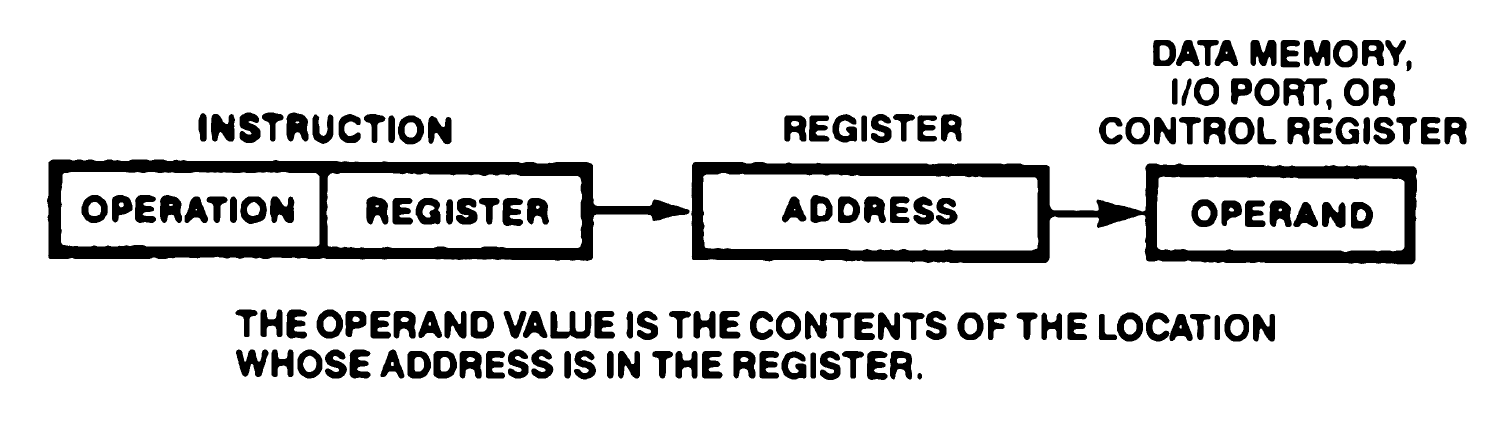 INSTRUCTION
OPERATION REGISTER
REGISTER
ADDRESS
DATA MEMORY,
I/O PORT, OR
CONTROL REGISTER
OPERAND
THE OPERAND VALUE IS THE CONTENTS OF THE LOCATION
WHOSE ADDRESS IS IN THE REGISTER.